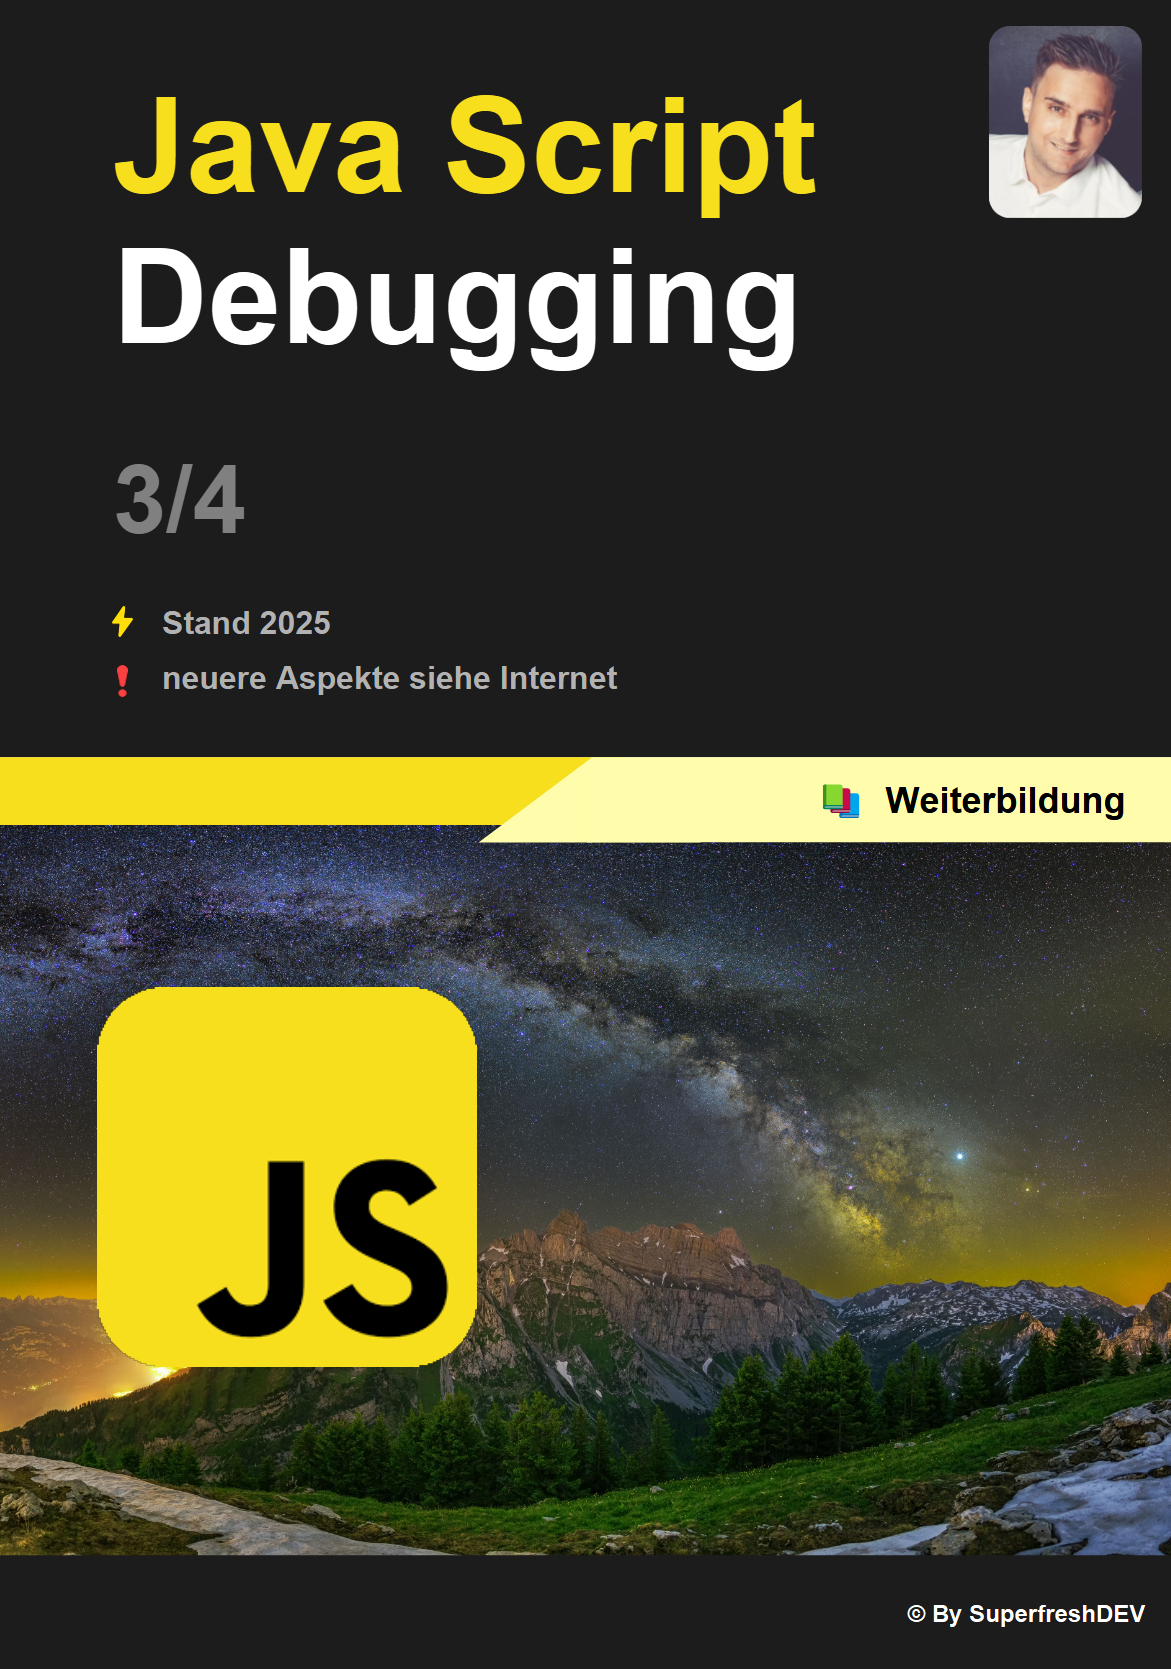 Java Script
Debugging
3/4
Stand 2025
neuere Aspekte siehe Internet
Weiterbildung
JS
© By SuperfreshDEV